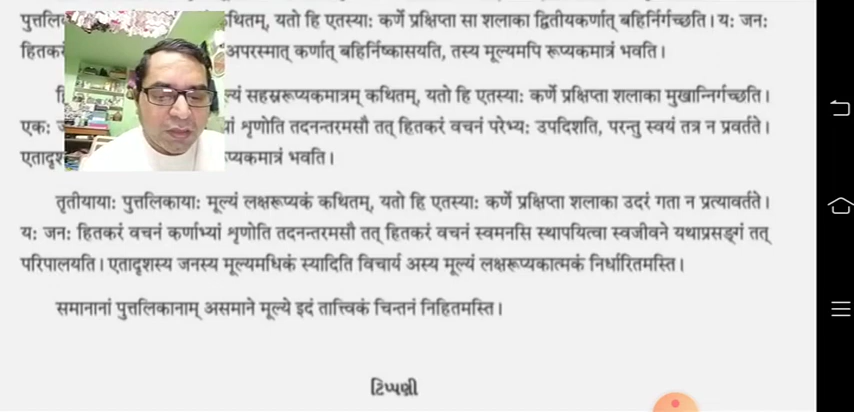 पुत्तलि कथितम्, यतो हि एतस्याः कर्णे प्रक्षिप्ता सा शलाका द्वितीयकर्णात् बहिर्निर्गच्छति। यः जनः
हितकरं अपरस्मात् कर्णात् बहिर्निष्कासयति, तस्य मूल्यमपि रूप्यकमात्रं भवति।
सहस्ररूप्यकमात्रम् कथितम्, यतो हि एतस्याः कर्णे प्रक्षिप्ता शलाका मुखान्निर्गच्छति।
एकः शृणोति तदनन्तरमसौ तत् हितकरं वचनं परेभ्यः उपदिशति, परन्तु स्वयं तत्र न प्रवर्तते।
एतादृश प्यकमात्रं भवति।
तृतीयायाः पुत्तलिकायाः मूल्यं लक्षरूप्यकं कथितम्, यतो हि एतस्याः कर्णे प्रक्षिप्ता शलाका उदरं गता न प्रत्यावर्तते।
यः जनः हितकरं वचनं कर्णाभ्यां शृणोति तदनन्तरमसौ तत् हितकरं वचनं स्वमनसि स्थापयित्वा स्वजीवने यथाप्रसङ्गं तत्
परिपालयति। एतादृशस्य जनस्य मूल्यमधिकं स्यादिति विचार्य अस्य मूल्यं लक्षरूप्यकात्मकं निर्धारितमस्ति।
समानानां पुत्तलिकानाम् असमाने मूल्ये इदं तात्त्विकं चिन्तनं निहितमस्ति।
ટિપ્પણી